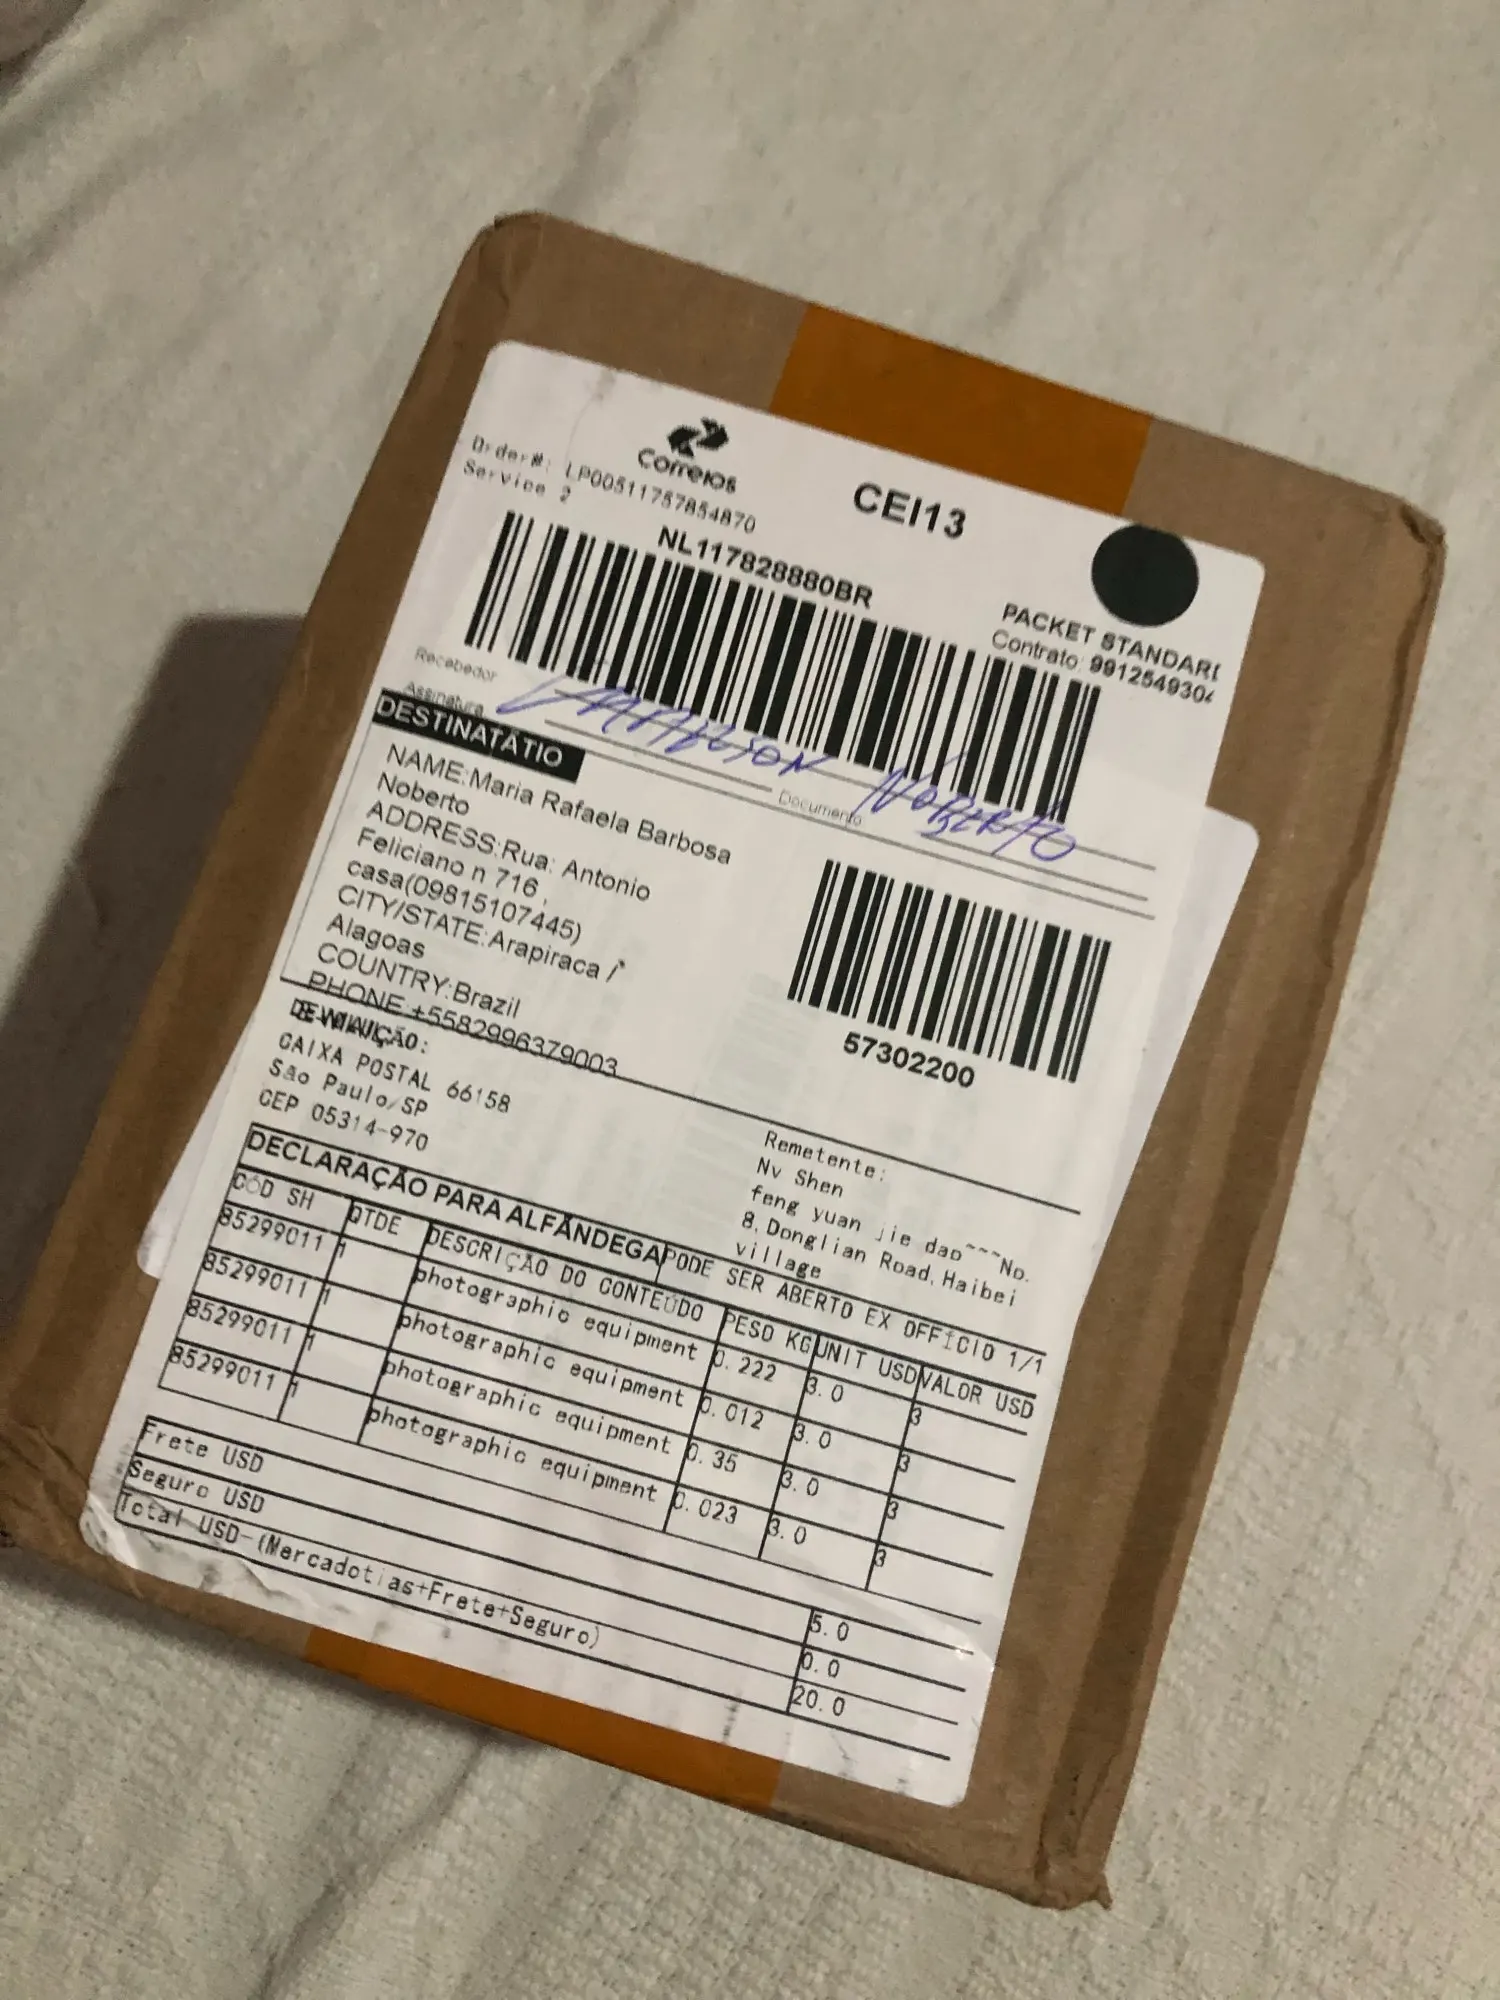 Correios
CEI13
Order#: LP00511757854870
Service 2
NL117828880BR
PACKET STANDARD
Contrato: 991254930
Recebedor
Assinatura
Documento
NOBERTO
DESTINATÁTIO
NAME:Maria Rafaela Barbosa
Noberto
ADDRESS:Rua: Antonio
Feliciano n 716 ,
casa(09815107445)
CITY/STATE:Arapiraca /
Alagoas
COUNTRY:Brazil
PHONE:+5582996379003
57302200
DEVOLUÇÃO:
CAIXA POSTAL 66158
São Paulo/SP
CEP 05314-970
Remetente:
Nv Shen
feng yuan jie dao~~~No.
8, Donglian Road, Haibei
village
DECLARAÇÃO PARA ALFÂNDEGA PODE SER ABERTO EX OFFÍCIO 1/1
CÓD SH QTDE DESCRIÇÃO DO CONTEÚDO PESO KG UNIT USD VALOR USD
85299011 1 photographic equipment 0.222 3.0 3
85299011 1 photographic equipment 0.012 3.0 3
85299011 1 photographic equipment 0.35 3.0 3
85299011 1 photographic equipment 0.023 3.0 3
Frete USD 5.0
Seguro USD 0.0
Total USD-(Mercadotias+Frete+Seguro) 20.0